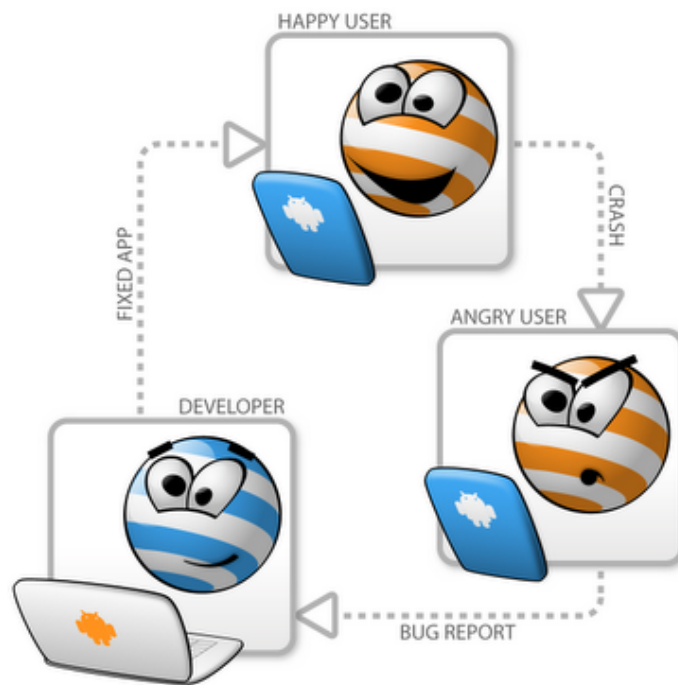 HAPPY USER
CRASH
ANGRY USER
BUG REPORT
DEVELOPER
FIXED APP